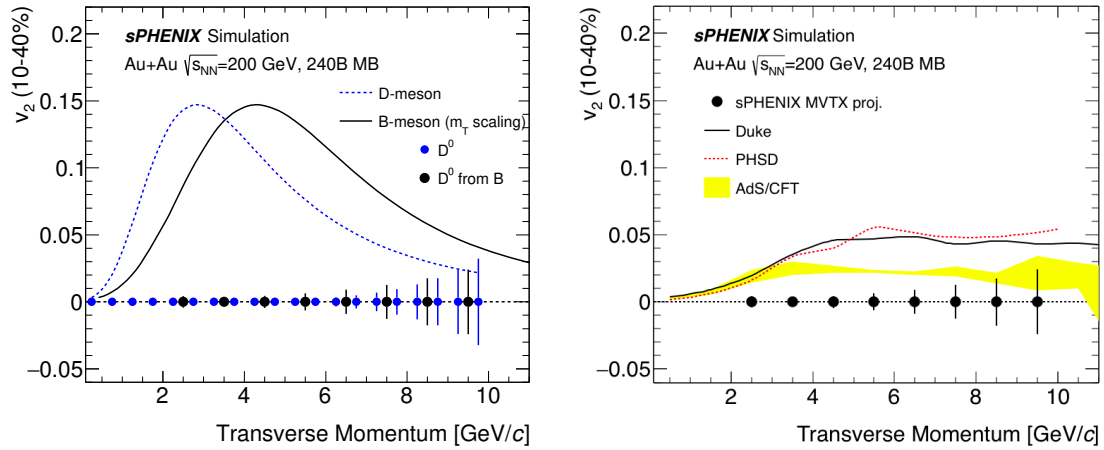 sPHENIX Simulation
Au+Au √sNN=200 GeV, 240B MB
D-meson
B-meson (mT scaling)
D0
D0 from B
v2 (10-40%)
0.2
0.15
0.1
0.05
0
−0.05
2 4 6 8 10
Transverse Momentum [GeV/c]
sPHENIX Simulation
Au+Au √sNN=200 GeV, 240B MB
sPHENIX MVTX proj.
Duke
PHSD
AdS/CFT
v2 (10-40%)
0.2
0.15
0.1
0.05
0
−0.05
2 4 6 8 10
Transverse Momentum [GeV/c]